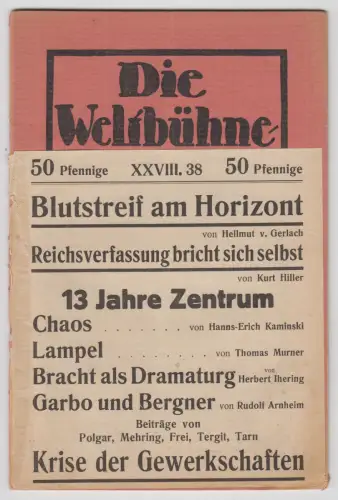 Die
Weltbühne
50 Pfennige XXVIII. 38 50 Pfennige
Blutstreif am Horizont
von Hellmut v. Gerlach
Reichsverfassung bricht sich selbst
von Kurt Hiller
13 Jahre Zentrum
Chaos . . . . . . . von Hanns-Erich Kaminski
Lampel . . . . . . . von Thomas Murner
Bracht als Dramaturg von Herbert Ihering
Garbo und Bergner von Rudolf Arnheim
Beiträge von
Polgar, Mehring, Frei, Tergit, Tarn
Krise der Gewerkschaften